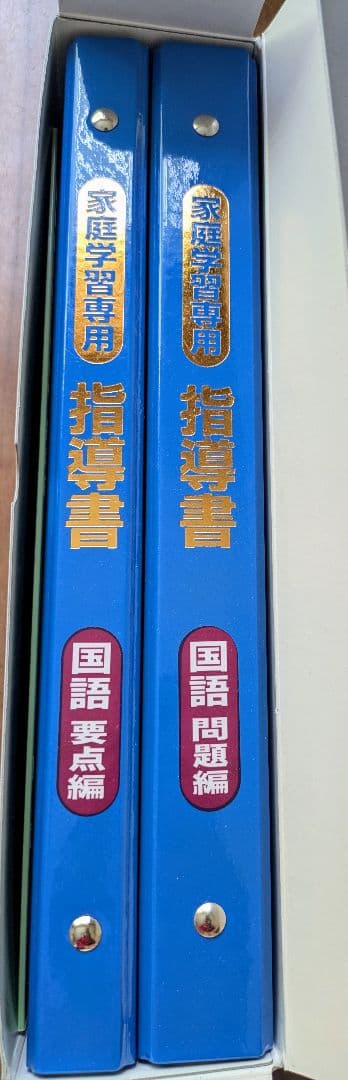 家庭学習専用
指導書
国語 要点編
家庭学習専用
指導書
国語 問題編